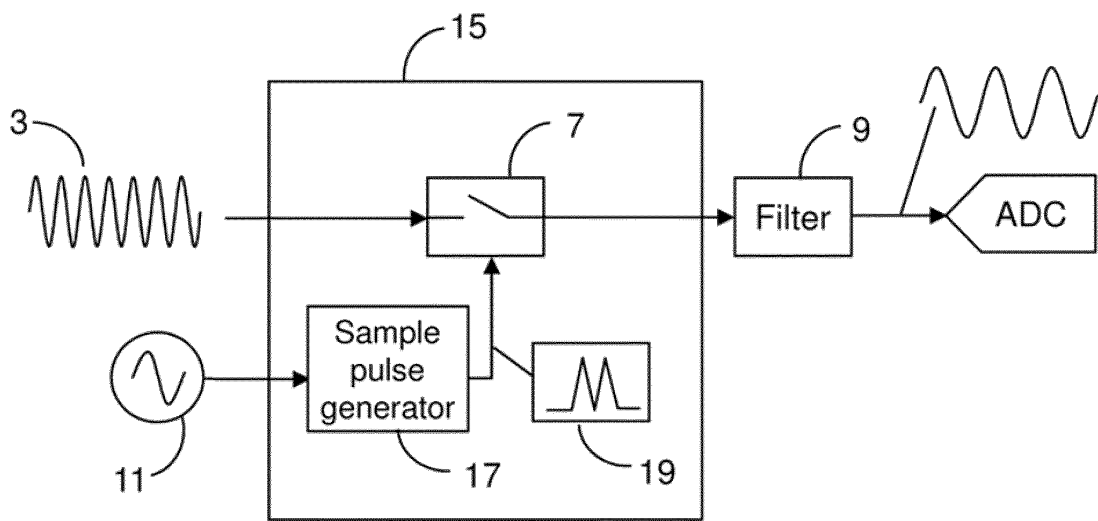 15
3
7
9
Filter
ADC
Sample
pulse
generator
11
17
19